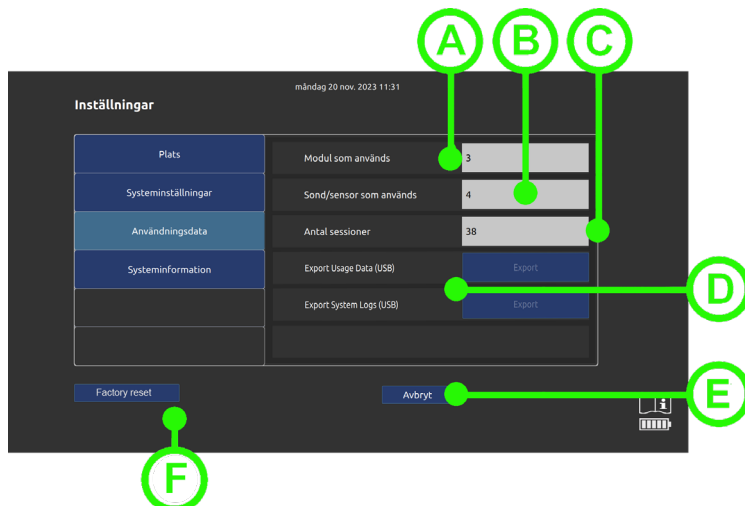 A B C
måndag 20 nov. 2023 11:31
Inställningar
Plats
Modul som används
3
Systeminställningar
Sond/sensor som används
4
Användningsdata
Antal sessioner
38
Systeminformation
Export Usage Data (USB)
Export
D
Export System Logs (USB)
Export
Factory reset
Avbryt
E
i
F